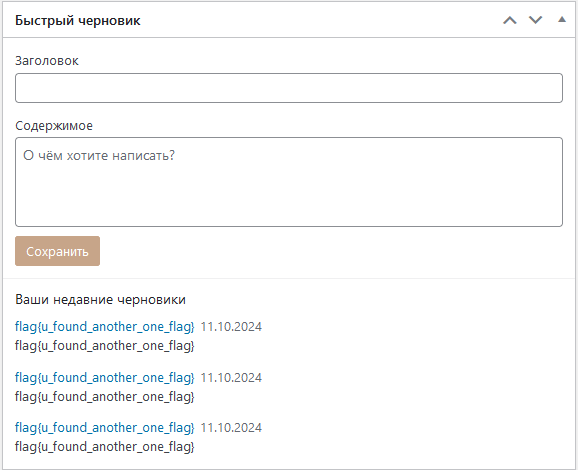 Быстрый черновик
Заголовок
Содержимое
О чём хотите написать?
Сохранить
Ваши недавние черновики
flag{u_found_another_one_flag} 11.10.2024
flag{u_found_another_one_flag}
flag{u_found_another_one_flag} 11.10.2024
flag{u_found_another_one_flag}
flag{u_found_another_one_flag} 11.10.2024
flag{u_found_another_one_flag}